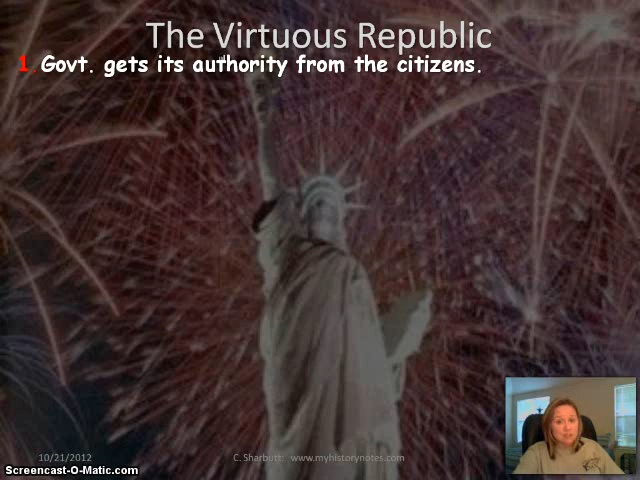 The Virtuous Republic
1. Govt. gets its authority from the citizens.
10/21/2012
C. Sharbutt: www.myhistorynotes.com
Screencast-O-Matic.com